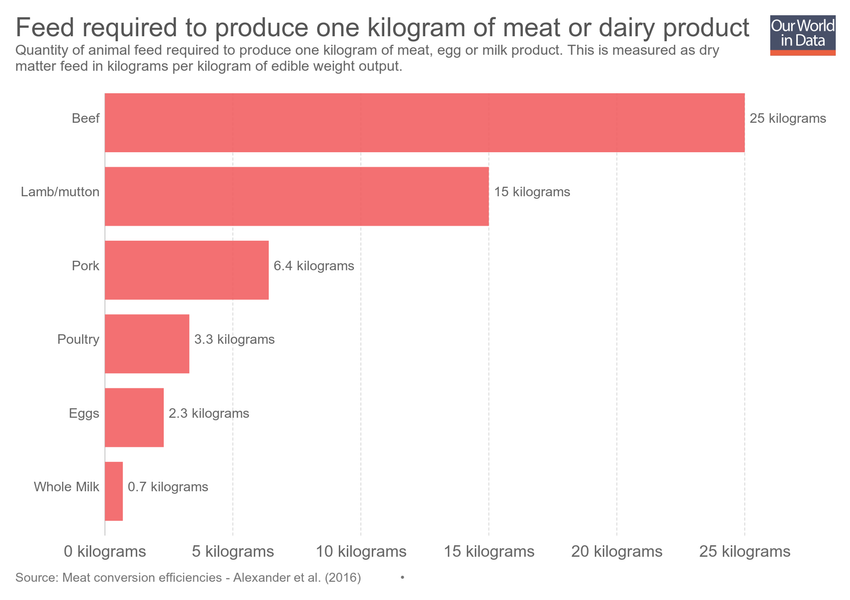 Feed required to produce one kilogram of meat or dairy product
Our World
in Data
Quantity of animal feed required to produce one kilogram of meat, egg or milk product. This is measured as dry
matter feed in kilograms per kilogram of edible weight output.
Beef
25 kilograms
Lamb/mutton
15 kilograms
Pork
6.4 kilograms
Poultry
3.3 kilograms
Eggs
2.3 kilograms
Whole Milk
0.7 kilograms
0 kilograms 5 kilograms 10 kilograms 15 kilograms 20 kilograms 25 kilograms
Source: Meat conversion efficiencies - Alexander et al. (2016) •